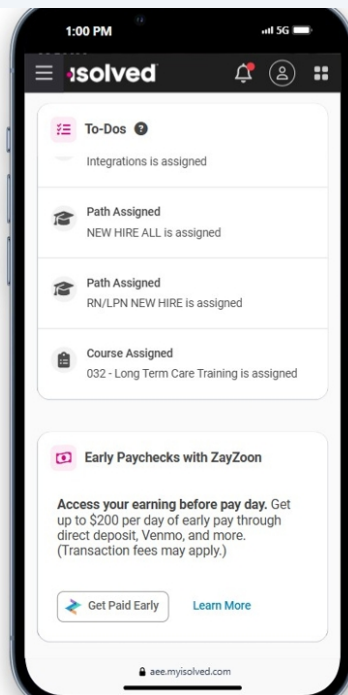 1:00 PM
5G
isolved
To-Dos
Integrations is assigned
Path Assigned
NEW HIRE ALL is assigned
Path Assigned
RN/LPN NEW HIRE is assigned
Course Assigned
032 - Long Term Care Training is assigned
Early Paychecks with ZayZoon
Access your earning before pay day. Get
up to $200 per day of early pay through
direct deposit, Venmo, and more.
(Transaction fees may apply.)
Get Paid Early
Learn More
aee.myisolved.com